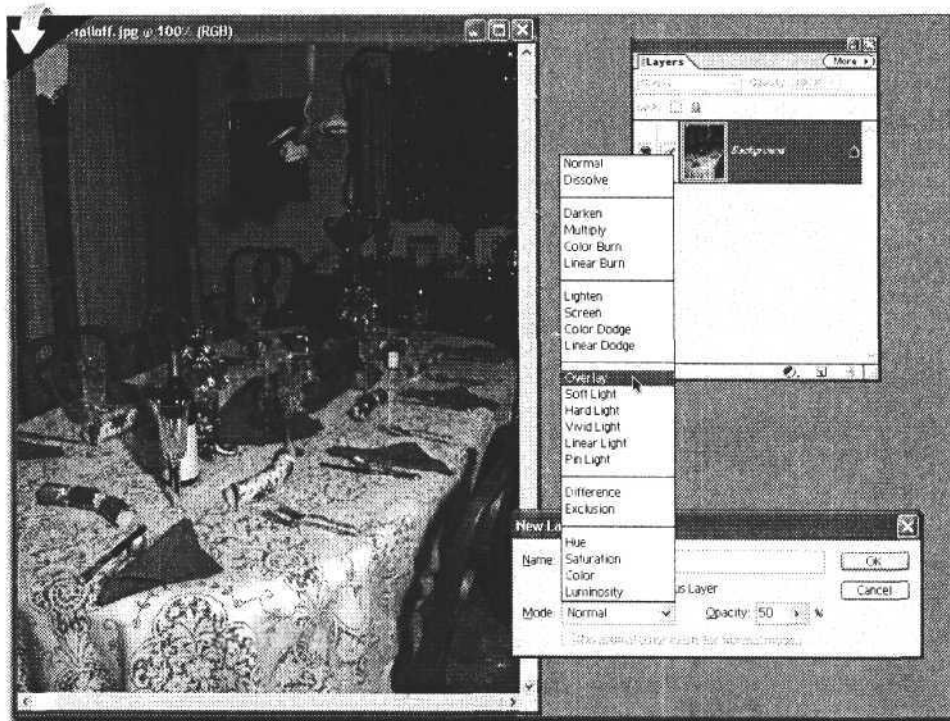 falloff.jpg @ 100% (RGB)
Layers
More
Background
Normal
Dissolve
Darken
Multiply
Color Burn
Linear Burn
Lighten
Screen
Color Dodge
Linear Dodge
Overlay
Soft Light
Hard Light
Vivid Light
Linear Light
Pin Light
Difference
Exclusion
Hue
Saturation
Color
Luminosity
New La
Name:
OK
us Layer
Cancel
Mode: Normal Opacity: 50 %